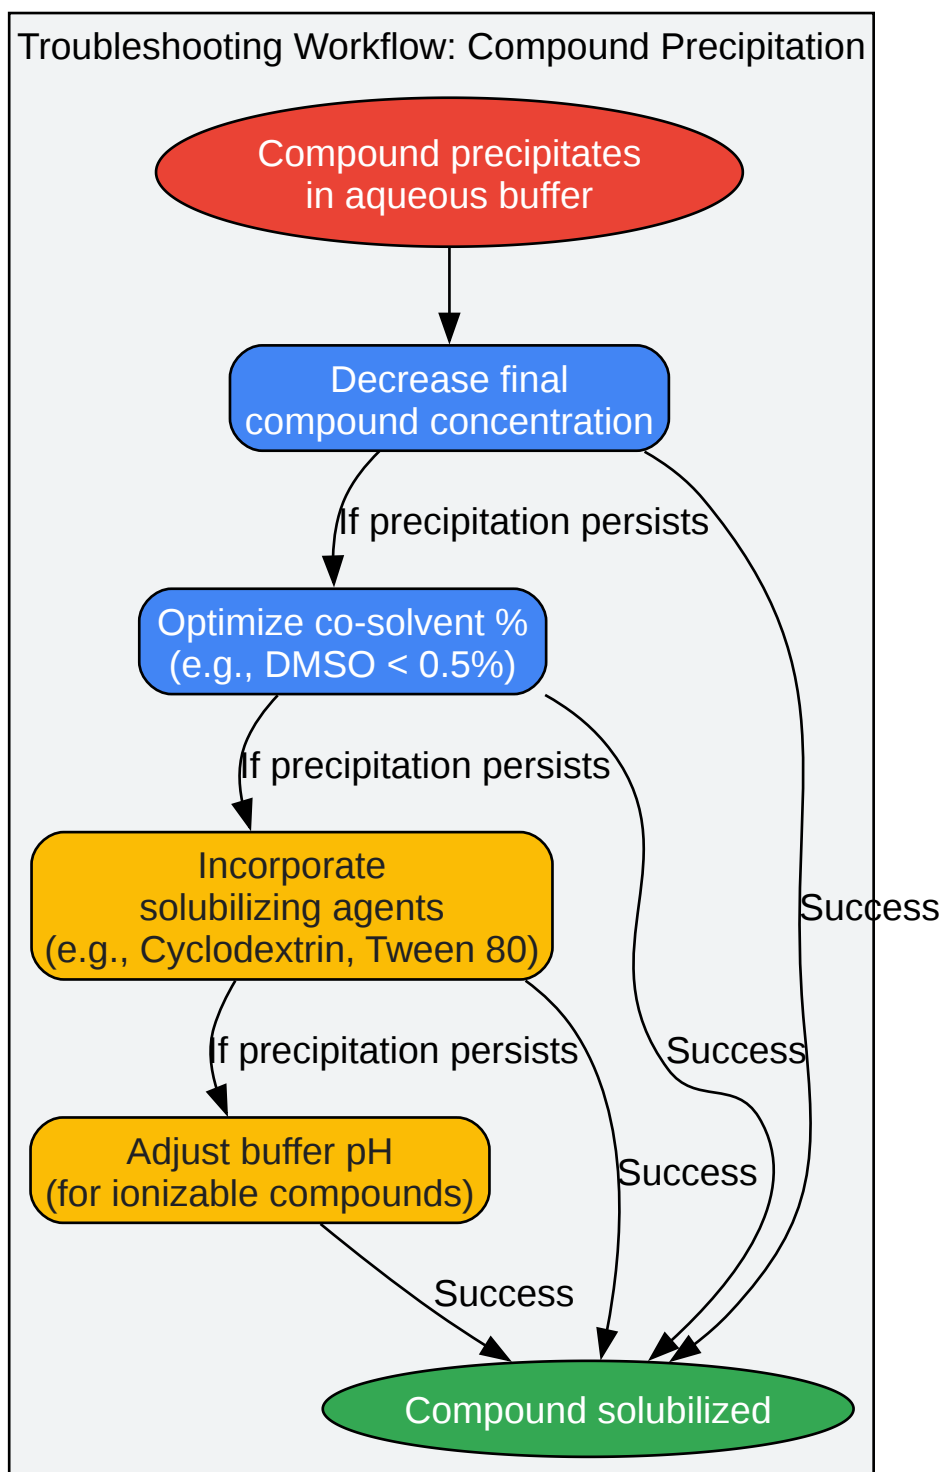 Troubleshooting Workflow: Compound Precipitation
Compound precipitates
in aqueous buffer
Decrease final
compound concentration
If precipitation persists
Optimize co-solvent %
(e.g., DMSO < 0.5%)
If precipitation persists
Incorporate
solubilizing agents
(e.g., Cyclodextrin, Tween 80)
Success
If precipitation persists
Success
Adjust buffer pH
(for ionizable compounds)
Success
Success
Compound solubilized